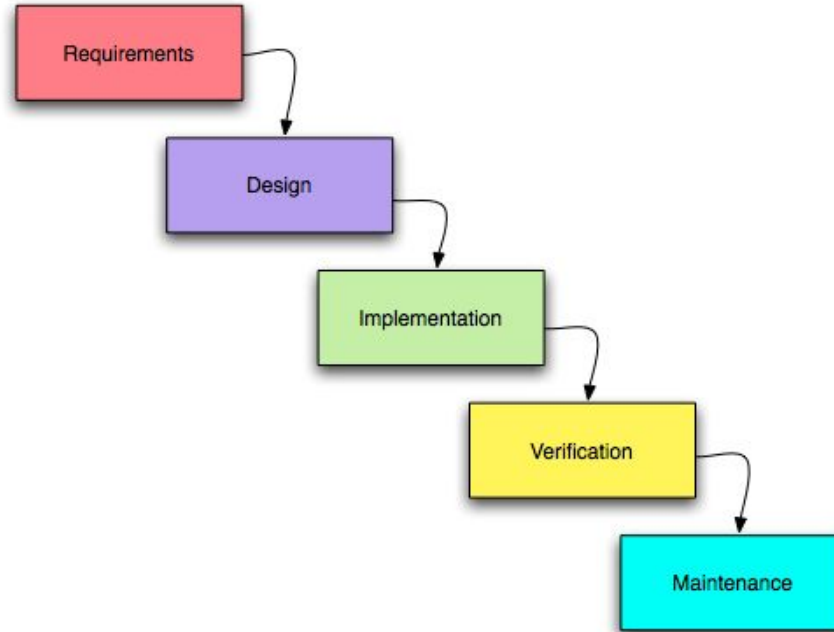 Requirements
Design
Implementation
Verification
Maintenance